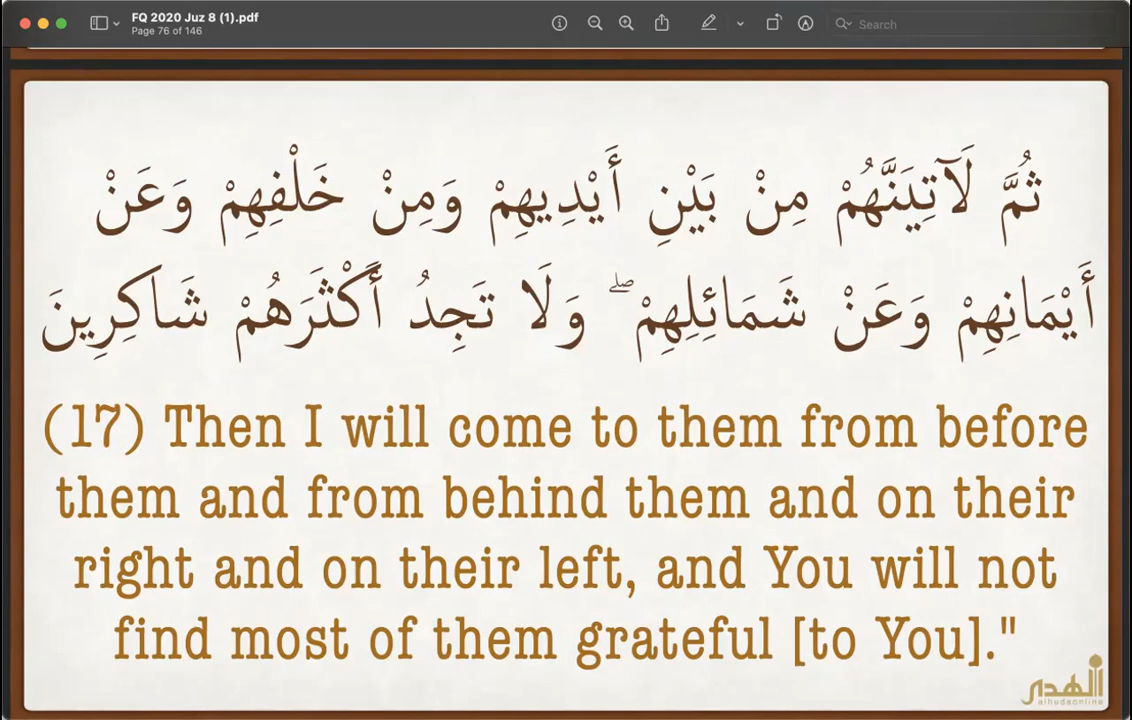 FQ 2020 Juz 8 (1).pdf
Page 76 of 146
Search
ثُمَّ لَآتِيَنَّهُمْ مِنْ بَيْنِ أَيْدِيهِمْ وَمِنْ خَلْفِهِمْ وَعَنْ
أَيْمَانِهِمْ وَعَنْ شَمَائِلِهِمْ ۖ وَلَا تَجِدُ أَكْثَرَهُمْ شَاكِرِينَ
(17) Then I will come to them from before
them and from behind them and on their
right and on their left, and You will not
find most of them grateful [to You]."
الهدى
alhudaonline